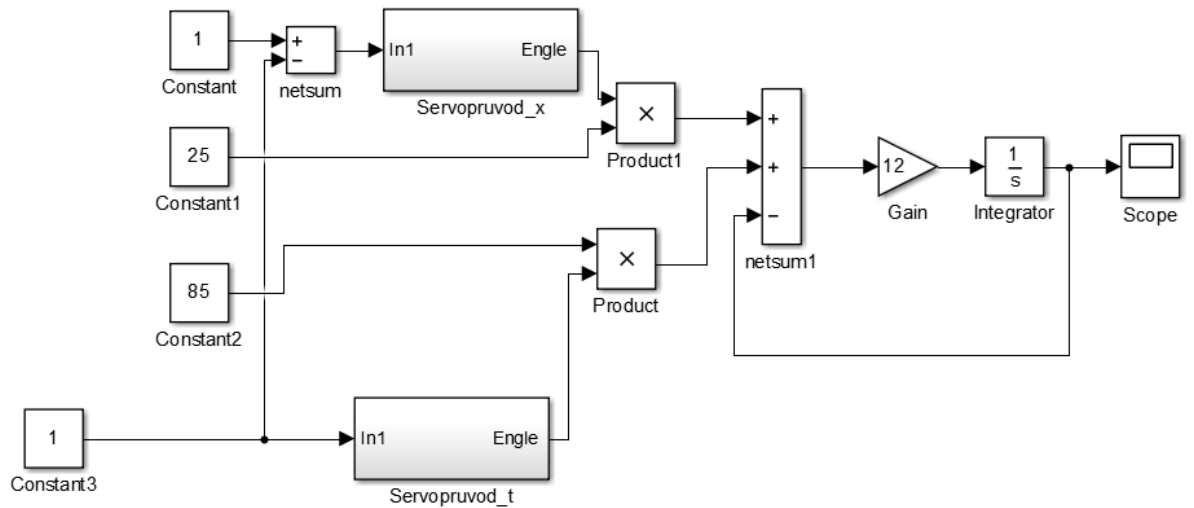 1
Constant
+
−
netsum
In1 Engle
Servopruvod_x
25
Constant1
×
Product1
85
Constant2
×
Product
+
+
−
netsum1
12
Gain
1
s
Integrator
Scope
1
Constant3
In1 Engle
Servopruvod_t